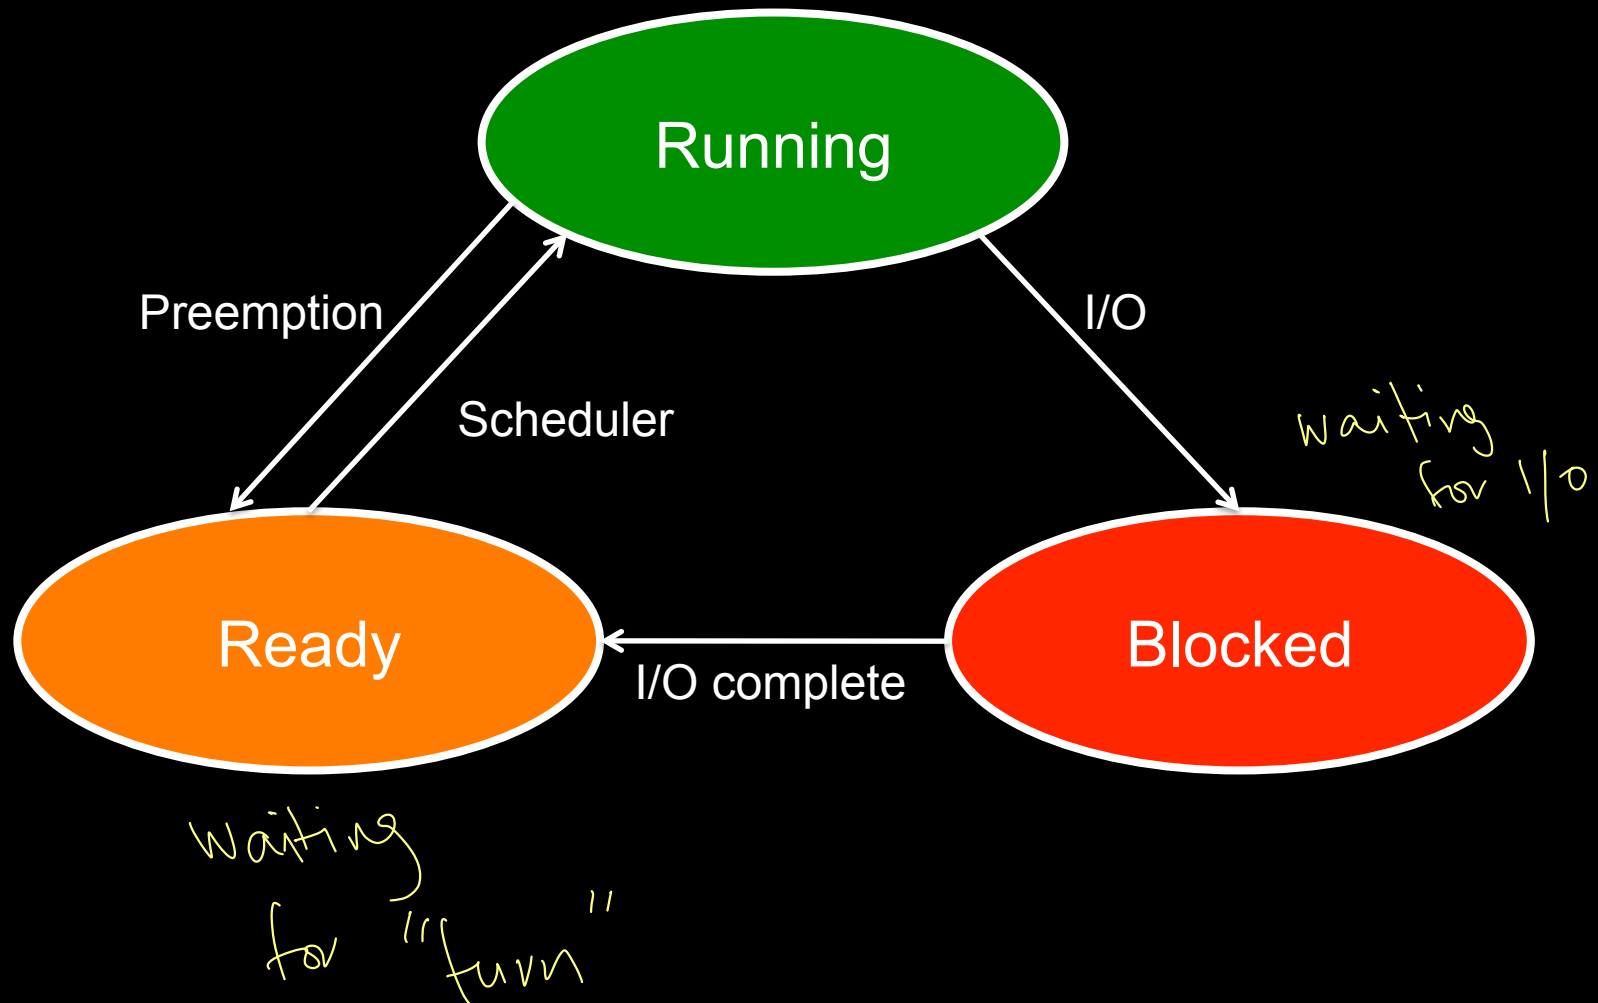 Running
Preemption
I/O
Scheduler
waiting
for I/O
Ready
Blocked
I/O complete
waiting
for "turn"